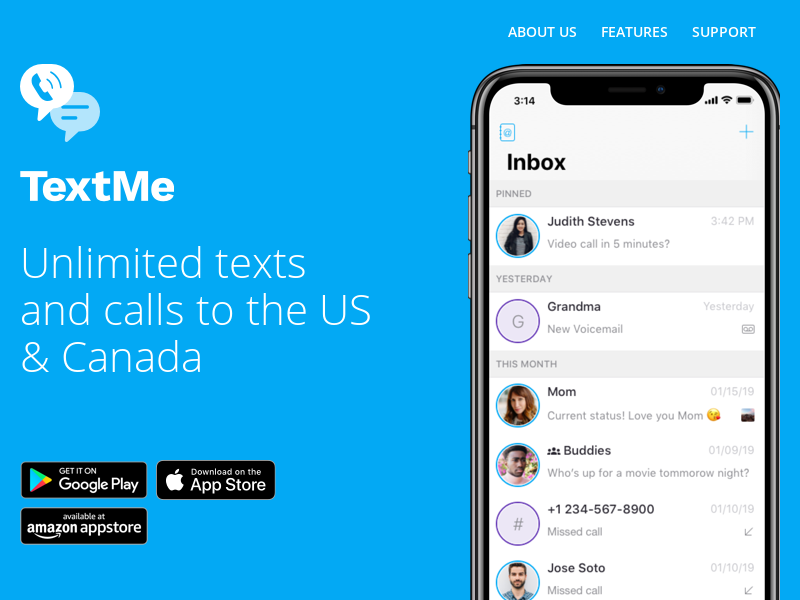 ABOUT US FEATURES SUPPORT
TextMe
Unlimited texts
and calls to the US
& Canada
GET IT ON
Google Play
Download on the
App Store
available at
amazon appstore
3:14
@
Inbox
PINNED
Judith Stevens 3:42 PM
Video call in 5 minutes?
YESTERDAY
G
Grandma Yesterday
New Voicemail
THIS MONTH
Mom 01/15/19
Current status! Love you Mom 😘
Buddies 01/09/19
Who's up for a movie tommorow night?
#
+1 234-567-8900 01/10/19
Missed call
Jose Soto 01/10/19
Missed call